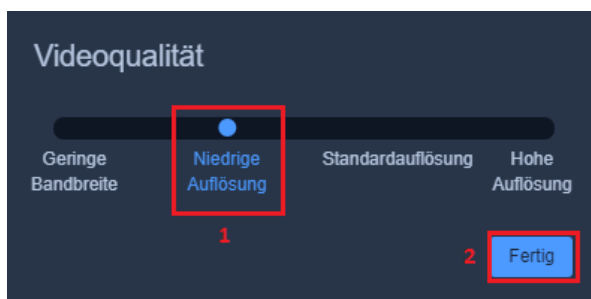 Videoqualität
Geringe Niedrige Standardauflösung Hohe
Bandbreite Auflösung Auflösung
1
2 Fertig